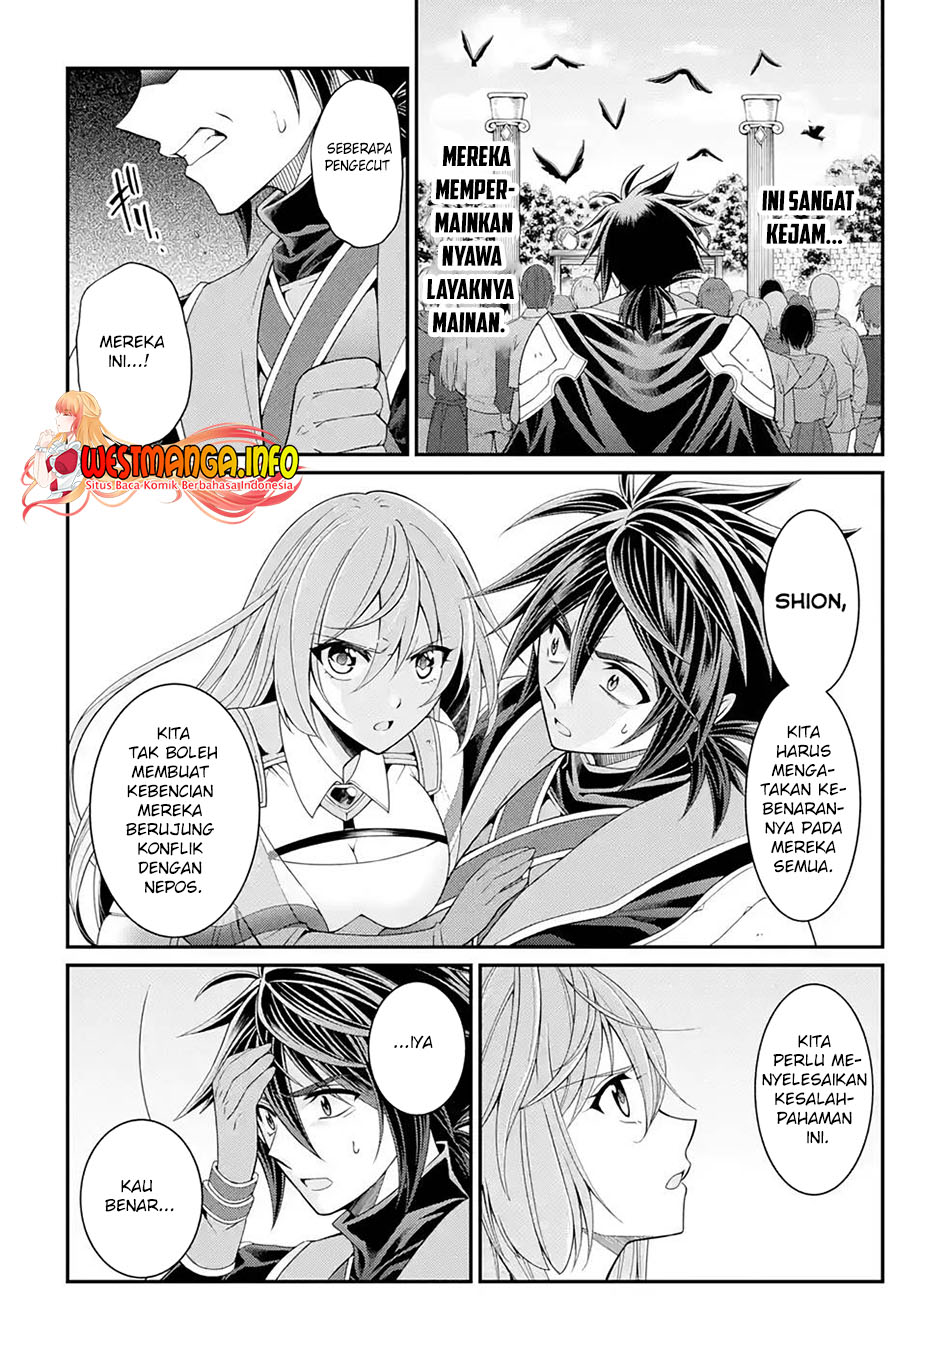 INI SANGAT
KEJAM...
MEREKA
MEMPER-
MAINKAN
NYAWA
LAYAKNYA
MAINAN.
SEBERAPA
PENGECUT
MEREKA
INI...!
WESTMANGA.INFO
Situs Baca Komik Berbahasa Indonesia
SHION,
KITA
HARUS
MENGA-
TAKAN KE-
BENARAN-
NYA PADA
MEREKA
SEMUA.
KITA
TAK BOLEH
MEMBUAT
KEBENCIAN
MEREKA
BERUJUNG
KONFLIK
DENGAN
NEPOS.
KITA
PERLU ME-
NYELESAIKAN
KESALAH-
PAHAMAN
INI.
...IYA
KAU
BENAR...